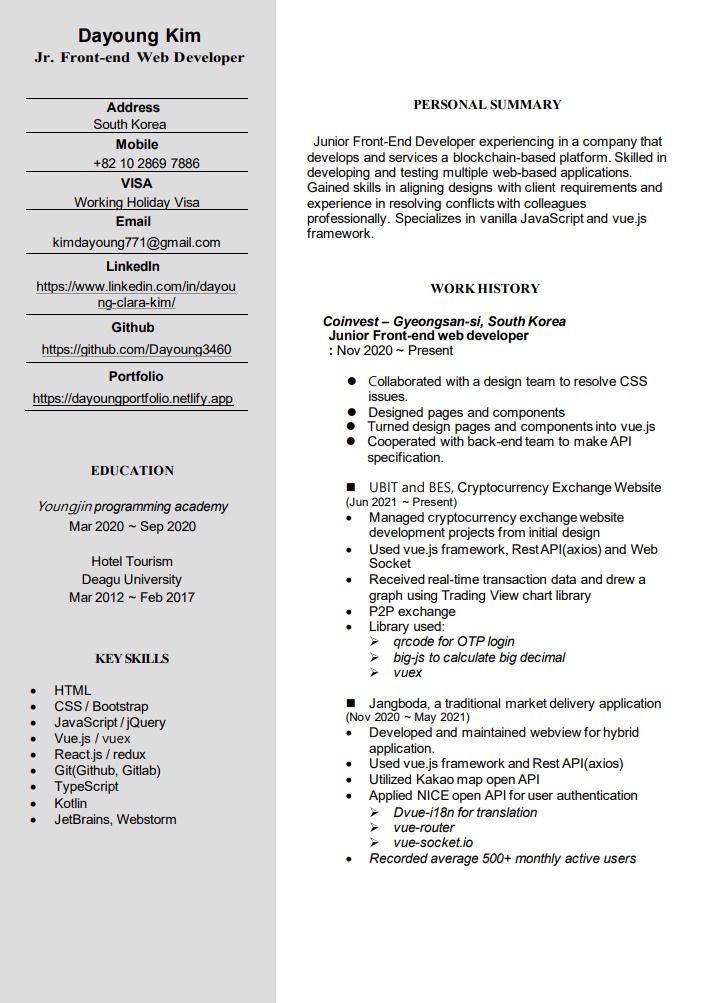 Dayoung Kim
Jr. Front-end Web Developer
Address
South Korea
Mobile
+82 10 2869 7886
VISA
Working Holiday Visa
Email
kimdayoung771@gmail.com
LinkedIn
https://www.linkedin.com/in/dayou
ng-clara-kim/
Github
https://github.com/Dayoung3460
Portfolio
https://dayoungportfolio.netlify.app
EDUCATION
Youngjin programming academy
Mar 2020 ~ Sep 2020
Hotel Tourism
Deagu University
Mar 2012 ~ Feb 2017
KEY SKILLS
• HTML
• CSS / Bootstrap
• JavaScript / jQuery
• Vue.js / vuex
• React.js / redux
• Git(Github, Gitlab)
• TypeScript
• Kotlin
• JetBrains, Webstorm
PERSONAL SUMMARY
Junior Front-End Developer experiencing in a company that
develops and services a blockchain-based platform. Skilled in
developing and testing multiple web-based applications.
Gained skills in aligning designs with client requirements and
experience in resolving conflicts with colleagues
professionally. Specializes in vanilla JavaScript and vue.js
framework.
WORK HISTORY
Coinvest – Gyeongsan-si, South Korea
Junior Front-end web developer
: Nov 2020 ~ Present
● Collaborated with a design team to resolve CSS
issues.
● Designed pages and components
● Turned design pages and components into vue.js
● Cooperated with back-end team to make API
specification.
■ UBIT and BES, Cryptocurrency Exchange Website
(Jun 2021 ~ Present)
• Managed cryptocurrency exchange website
development projects from initial design
• Used vue.js framework, Rest API(axios) and Web
Socket
• Received real-time transaction data and drew a
graph using Trading View chart library
• P2P exchange
• Library used:
➢ qrcode for OTP login
➢ big-js to calculate big decimal
➢ vuex
■ Jangboda, a traditional market delivery application
(Nov 2020 ~ May 2021)
• Developed and maintained webview for hybrid
application.
• Used vue.js framework and Rest API(axios)
• Utilized Kakao map open API
• Applied NICE open API for user authentication
➢ Dvue-i18n for translation
➢ vue-router
➢ vue-socket.io
• Recorded average 500+ monthly active users